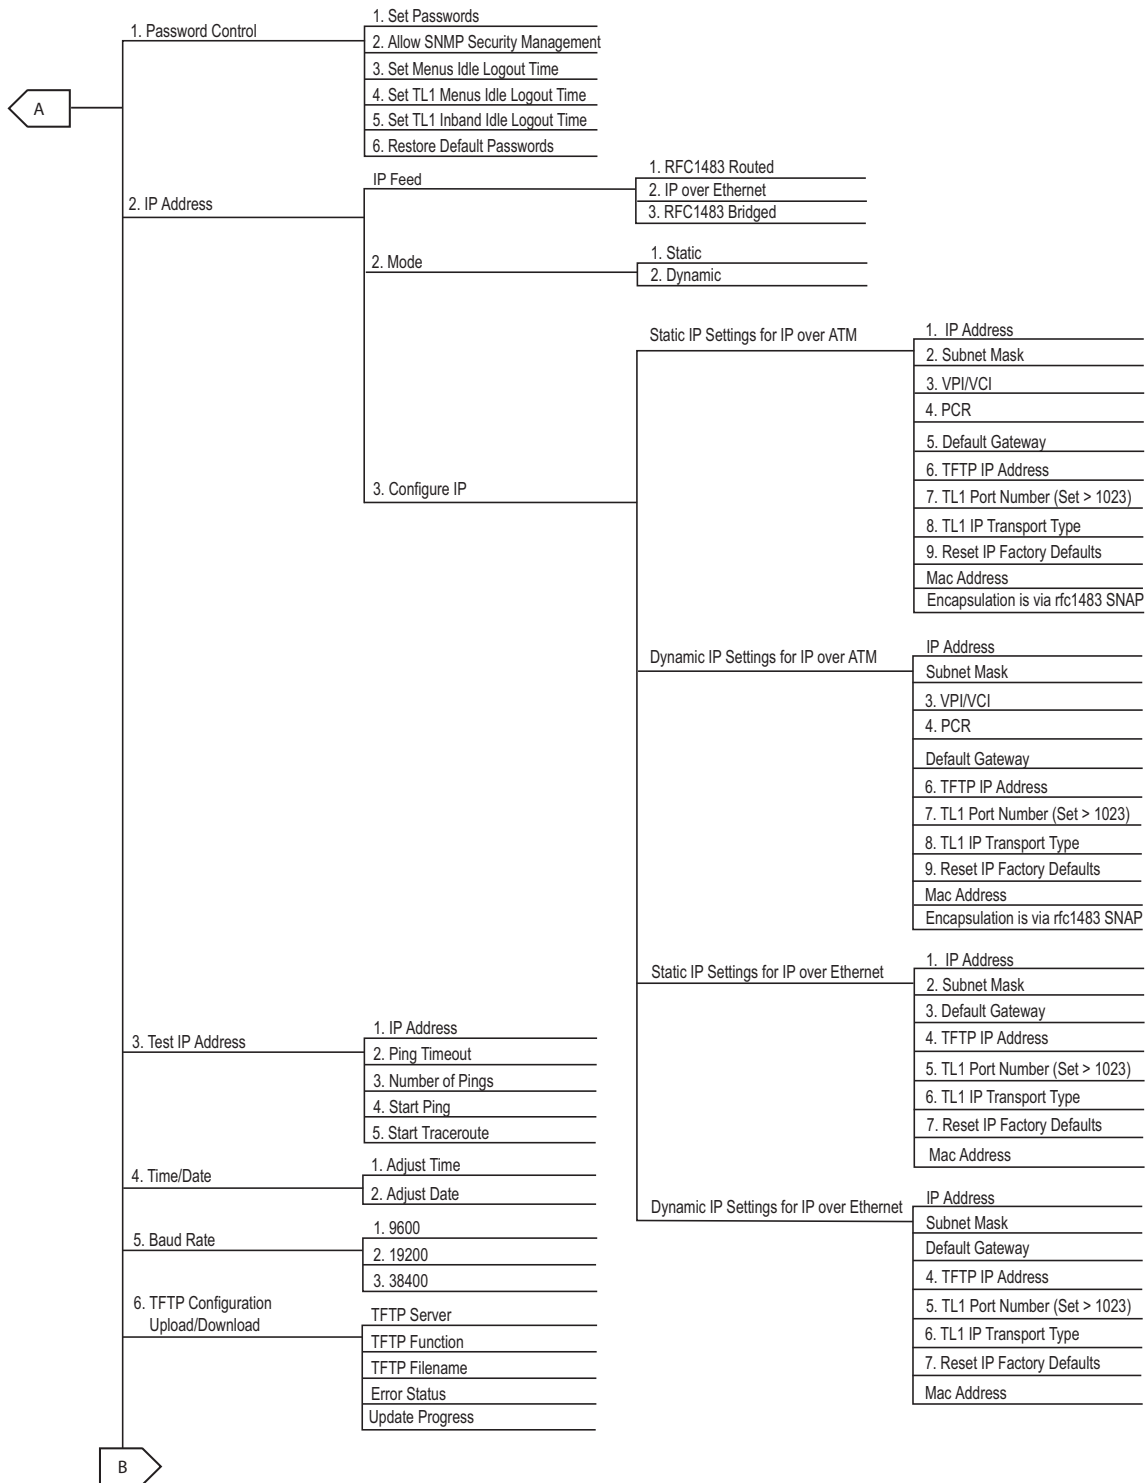 A
1. Password Control
1. Set Passwords
2. Allow SNMP Security Management
3. Set Menus Idle Logout Time
4. Set TL1 Menus Idle Logout Time
5. Set TL1 Inband Idle Logout Time
6. Restore Default Passwords
2. IP Address
IP Feed
1. RFC1483 Routed
2. IP over Ethernet
3. RFC1483 Bridged
2. Mode
1. Static
2. Dynamic
3. Configure IP
Static IP Settings for IP over ATM
1. IP Address
2. Subnet Mask
3. VPI/VCI
4. PCR
5. Default Gateway
6. TFTP IP Address
7. TL1 Port Number (Set > 1023)
8. TL1 IP Transport Type
9. Reset IP Factory Defaults
Mac Address
Encapsulation is via rfc1483 SNAP
Dynamic IP Settings for IP over ATM
IP Address
Subnet Mask
3. VPI/VCI
4. PCR
Default Gateway
6. TFTP IP Address
7. TL1 Port Number (Set > 1023)
8. TL1 IP Transport Type
9. Reset IP Factory Defaults
Mac Address
Encapsulation is via rfc1483 SNAP
Static IP Settings for IP over Ethernet
1. IP Address
2. Subnet Mask
3. Default Gateway
4. TFTP IP Address
5. TL1 Port Number (Set > 1023)
6. TL1 IP Transport Type
7. Reset IP Factory Defaults
Mac Address
Dynamic IP Settings for IP over Ethernet
IP Address
Subnet Mask
Default Gateway
4. TFTP IP Address
5. TL1 Port Number (Set > 1023)
6. TL1 IP Transport Type
7. Reset IP Factory Defaults
Mac Address
3. Test IP Address
1. IP Address
2. Ping Timeout
3. Number of Pings
4. Start Ping
5. Start Traceroute
4. Time/Date
1. Adjust Time
2. Adjust Date
5. Baud Rate
1. 9600
2. 19200
3. 38400
6. TFTP Configuration
Upload/Download
TFTP Server
TFTP Function
TFTP Filename
Error Status
Update Progress
B